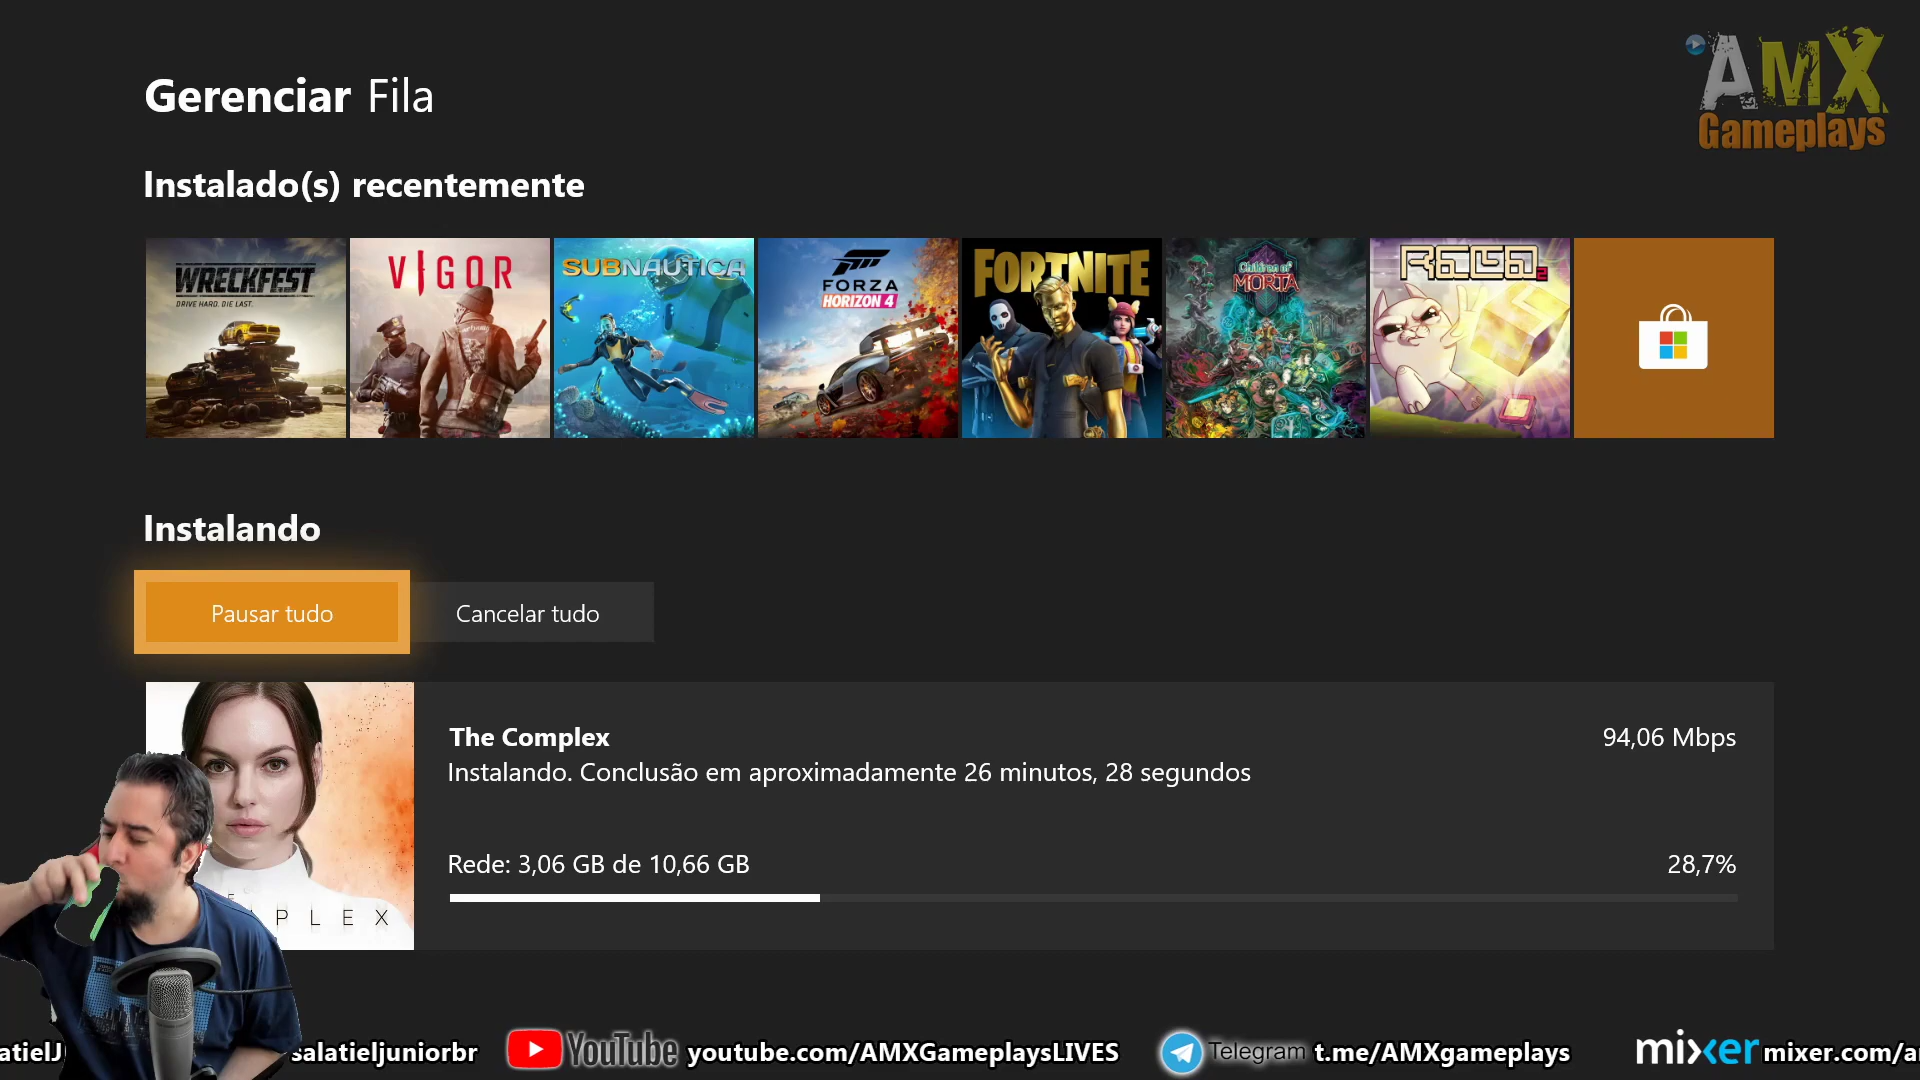 AMX
Gameplays
Gerenciar Fila
Instalado(s) recentemente
WRECKFEST
DRIVE HARD. DIE LAST.
VIGOR
SUBNAUTICA
FORZA
HORIZON 4
FORTNITE
Children of
MORTA
Instalando
Pausar tudo
Cancelar tudo
The Complex
94,06 Mbps
Instalando. Conclusão em aproximadamente 26 minutos, 28 segundos
Rede: 3,06 GB de 10,66 GB
28,7%
PLEX
salatieljuniorbr
YouTube youtube.com/AMXGameplaysLIVES
Telegram t.me/AMXgameplays
mixer mixer.com/a